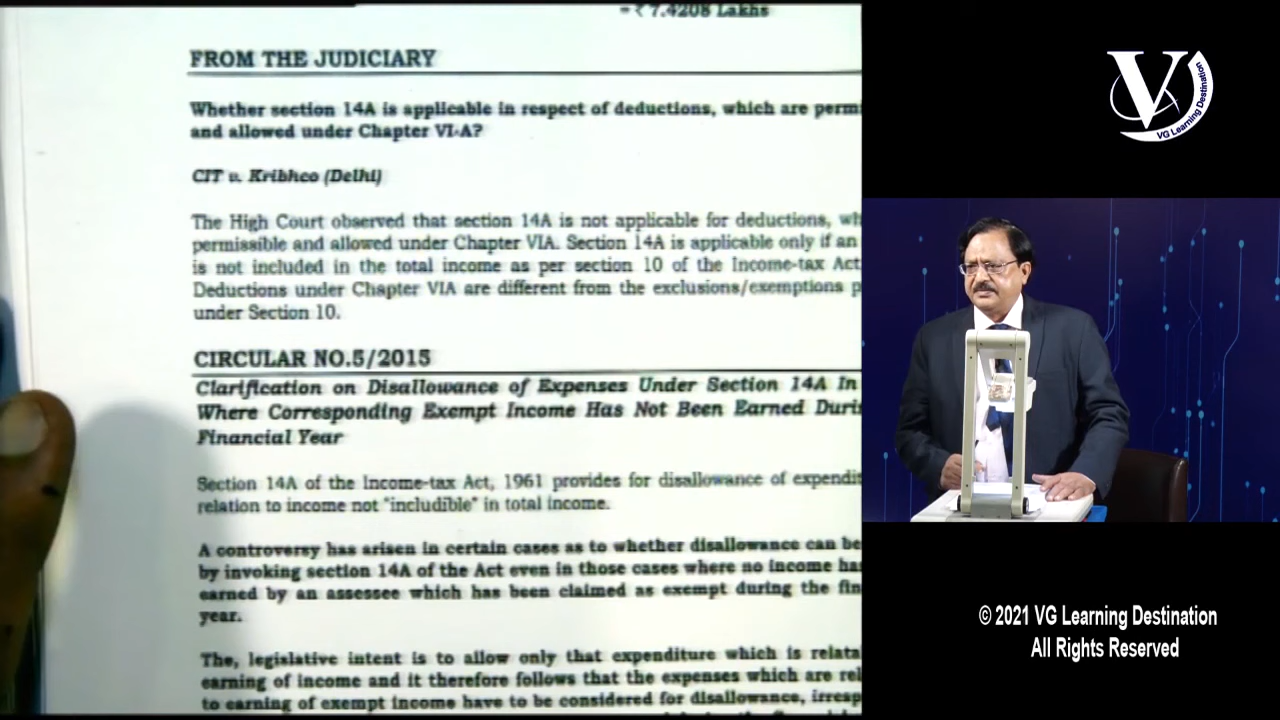 = ₹ 7.4208 Lakhs
FROM THE JUDICIARY
Whether section 14A is applicable in respect of deductions, which are perm
and allowed under Chapter VI-A?
CIT v. Kribhco (Delhi)
The High Court observed that section 14A is not applicable for deductions, wh
permissible and allowed under Chapter VIA. Section 14A is applicable only if an
is not included in the total income as per section 10 of the Income-tax Act
Deductions under Chapter VIA are different from the exclusions/exemptions p
under Section 10.
CIRCULAR NO.5/2015
Clarification on Disallowance of Expenses Under Section 14A In
Where Corresponding Exempt Income Has Not Been Earned Duri
Financial Year
Section 14A of the Income-tax Act, 1961 provides for disallowance of expendit
relation to income not "includible" in total income.
A controversy has arisen in certain cases as to whether disallowance can be
by invoking section 14A of the Act even in those cases where no income has
earned by an assessee which has been claimed as exempt during the fin
year.
The, legislative intent is to allow only that expenditure which is relata
earning of income and it therefore follows that the expenses which are rel
to earning of exempt income have to be considered for disallowance, irresp
VG Learning Destination
© 2021 VG Learning Destination
All Rights Reserved